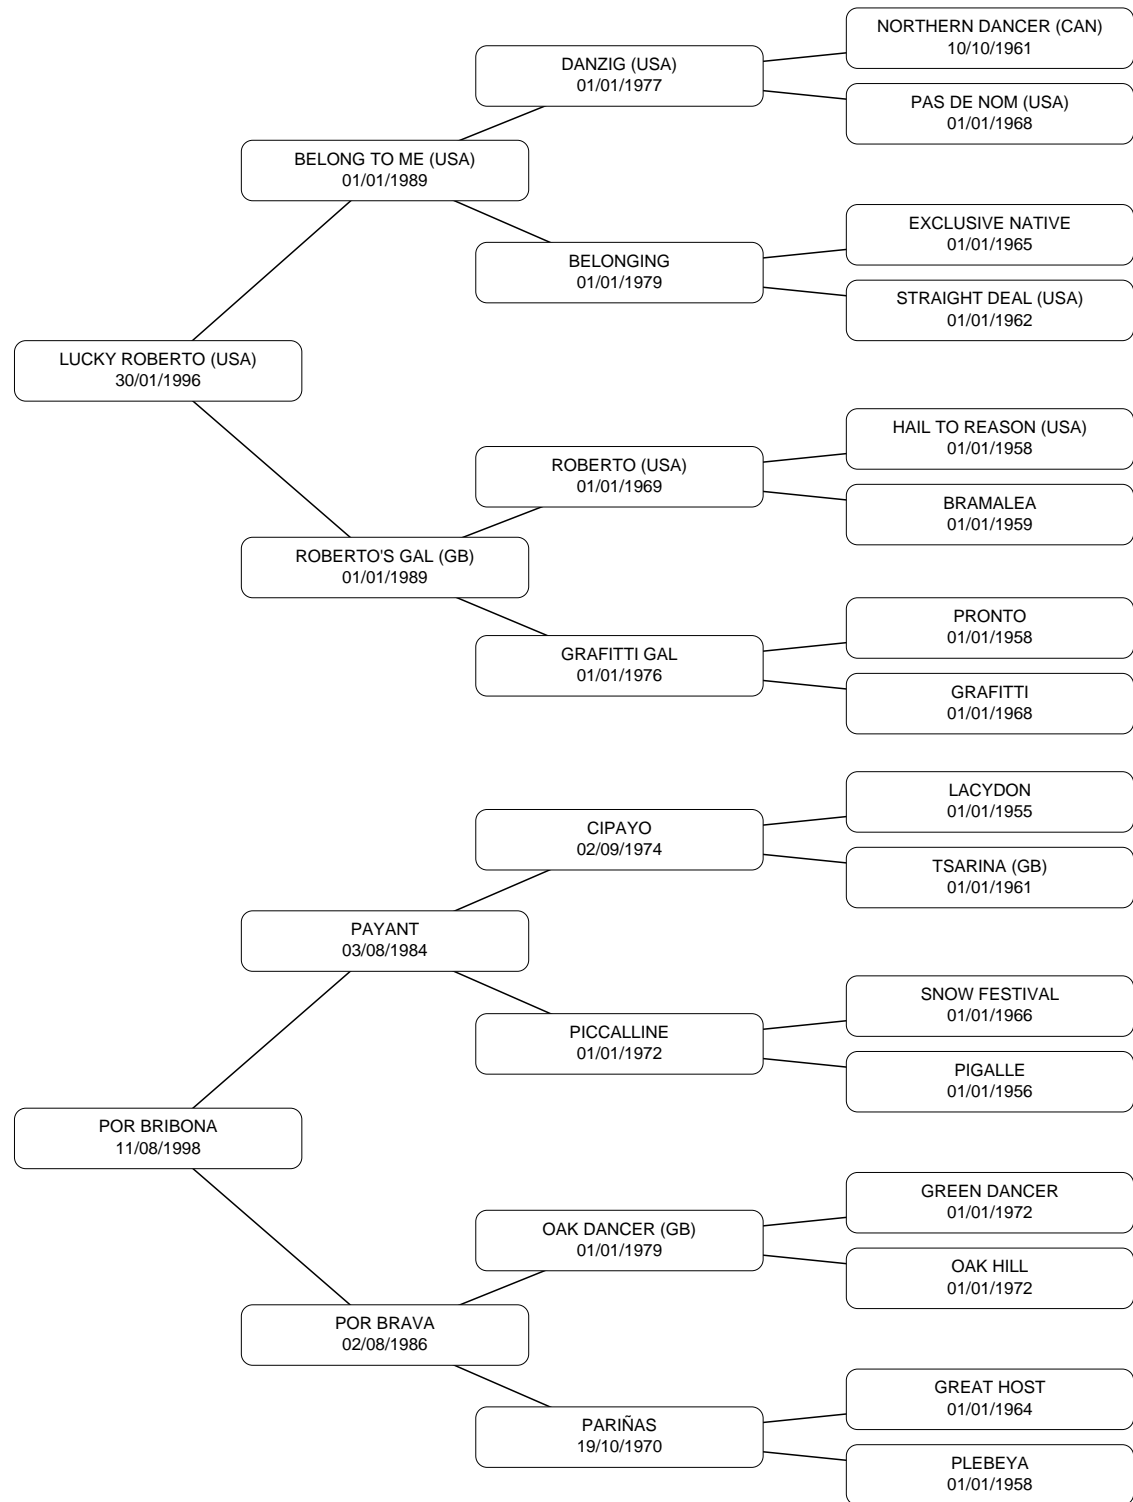 NORTHERN DANCER (CAN)
10/10/1961
DANZIG (USA)
01/01/1977
PAS DE NOM (USA)
01/01/1968
BELONG TO ME (USA)
01/01/1989
EXCLUSIVE NATIVE
01/01/1965
BELONGING
01/01/1979
STRAIGHT DEAL (USA)
01/01/1962
LUCKY ROBERTO (USA)
30/01/1996
HAIL TO REASON (USA)
01/01/1958
ROBERTO (USA)
01/01/1969
BRAMALEA
01/01/1959
ROBERTO'S GAL (GB)
01/01/1989
PRONTO
01/01/1958
GRAFITTI GAL
01/01/1976
GRAFITTI
01/01/1968
LACYDON
01/01/1955
CIPAYO
02/09/1974
TSARINA (GB)
01/01/1961
PAYANT
03/08/1984
SNOW FESTIVAL
01/01/1966
PICCALLINE
01/01/1972
PIGALLE
01/01/1956
POR BRIBONA
11/08/1998
GREEN DANCER
01/01/1972
OAK DANCER (GB)
01/01/1979
OAK HILL
01/01/1972
POR BRAVA
02/08/1986
GREAT HOST
01/01/1964
PARIÑAS
19/10/1970
PLEBEYA
01/01/1958